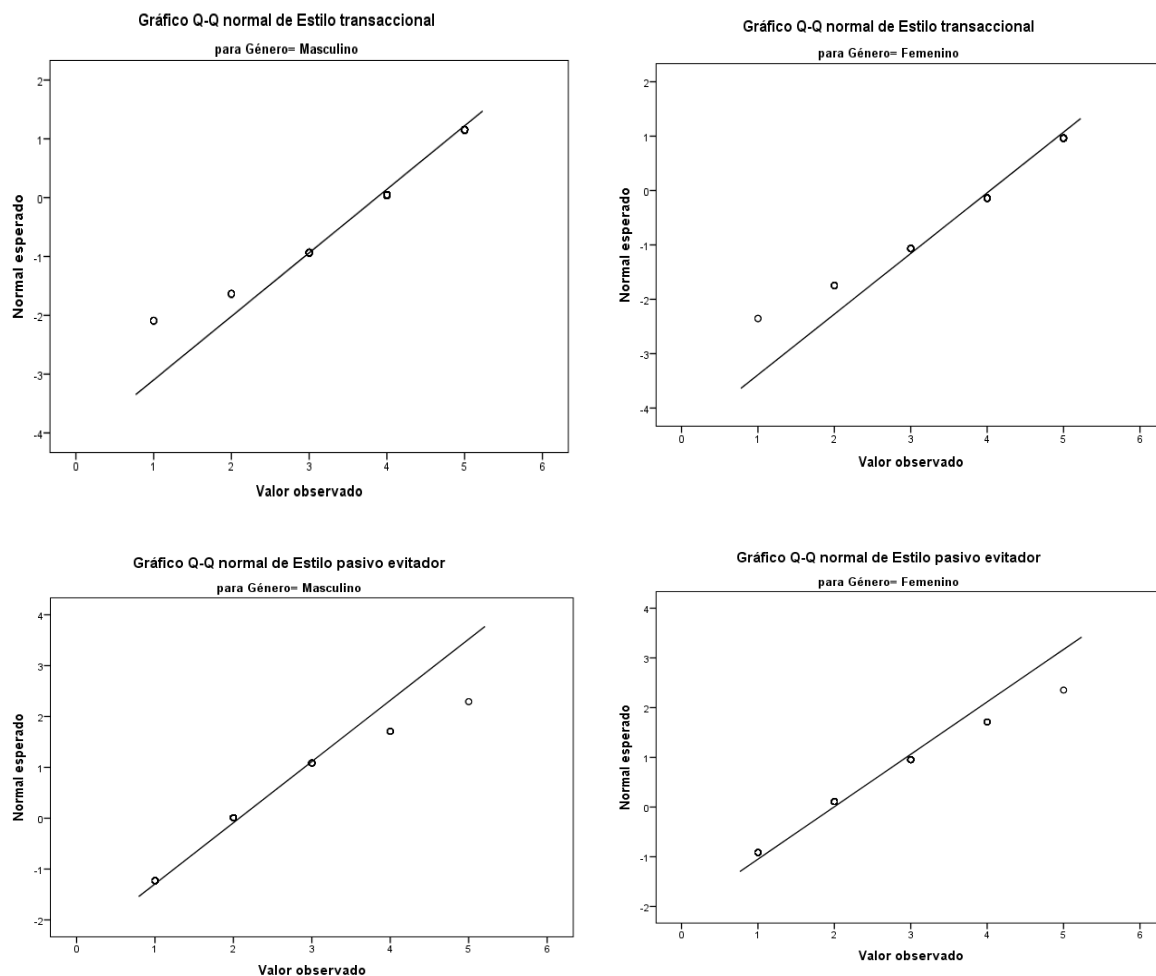 Gráfico Q-Q normal de Estilo transaccional
para Género= Masculino
Normal esperado
2
1
0
-1
-2
-3
-4
0 1 2 3 4 5 6
Valor observado
Gráfico Q-Q normal de Estilo transaccional
para Género= Femenino
Normal esperado
2
1
0
-1
-2
-3
-4
0 1 2 3 4 5 6
Valor observado
Gráfico Q-Q normal de Estilo pasivo evitador
para Género= Masculino
Normal esperado
4
3
2
1
0
-1
-2
0 1 2 3 4 5 6
Valor observado
Gráfico Q-Q normal de Estilo pasivo evitador
para Género= Femenino
Normal esperado
4
3
2
1
0
-1
-2
0 1 2 3 4 5 6
Valor observado